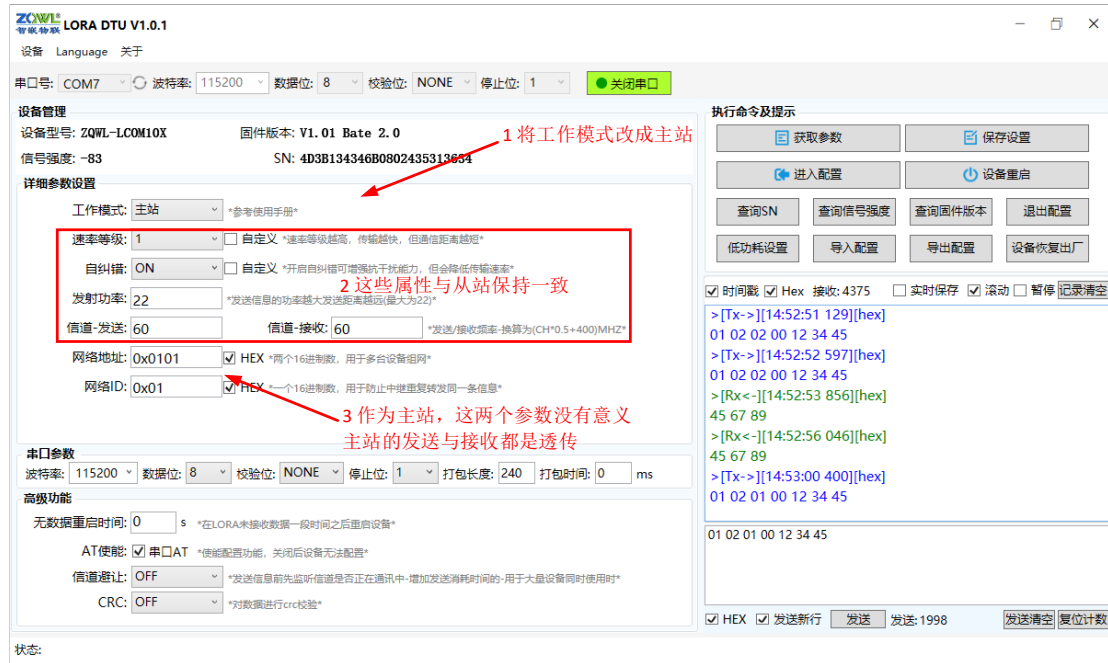 ZQWL
智嵌物联 LORA DTU V1.0.1
设备 Language 关于
串口号: COM7 波特率: 115200 数据位: 8 校验位: NONE 停止位: 1 关闭串口
设备管理
设备型号: ZQWL-LCOM10X 固件版本: V1.01 Bate 2.0
信号强度: -83 SN: 4D3B134346B0802435313634
1 将工作模式改成主站
详细参数设置
工作模式: 主站 *参考使用手册*
速率等级: 1 自定义 *速率等级越高，传输越快，但通信距离越短*
自纠错: ON 自定义 *开启自纠错可增强抗干扰能力，但会降低传输速率*
2 这些属性与从站保持一致
发射功率: 22 *发送信息的功率越大发送距离越远(最大为22)*
信道-发送: 60 信道-接收: 60 *发送/接收频率-换算为(CH*0.5+400)MHZ*
网络地址: 0x0101 HEX *两个16进制数，用于多台设备组网*
网络ID: 0x01 HEX *一个16进制数，用于防止中继重复转发同一条信息*
3 作为主站，这两个参数没有意义
主站的发送与接收都是透传
串口参数
波特率: 115200 数据位: 8 校验位: NONE 停止位: 1 打包长度: 240 打包时间: 0 ms
高级功能
无数据重启时间: 0 s *在LORA未接收数据一段时间之后重启设备*
AT使能: 串口AT *使能配置功能，关闭后设备无法配置*
信道避让: OFF *发送信息前先监听信道是否正在通讯中-增加发送消耗时间的-用于大量设备同时使用时*
CRC: OFF *对数据进行crc校验*
状态:
执行命令及提示
获取参数 保存设置
进入配置 设备重启
查询SN 查询信号强度 查询固件版本 退出配置
低功耗设置 导入配置 导出配置 设备恢复出厂
时间戳 Hex 接收: 4375 实时保存 滚动 暂停 记录清空
>[Tx->][14:52:51 129][hex]
01 02 02 00 12 34 45
>[Tx->][14:52:52 597][hex]
01 02 02 00 12 34 45
>[Rx<-][14:52:53 856][hex]
45 67 89
>[Rx<-][14:52:56 046][hex]
45 67 89
>[Tx->][14:53:00 400][hex]
01 02 01 00 12 34 45
01 02 01 00 12 34 45
HEX 发送新行 发送 发送: 1998 发送清空 复位计数